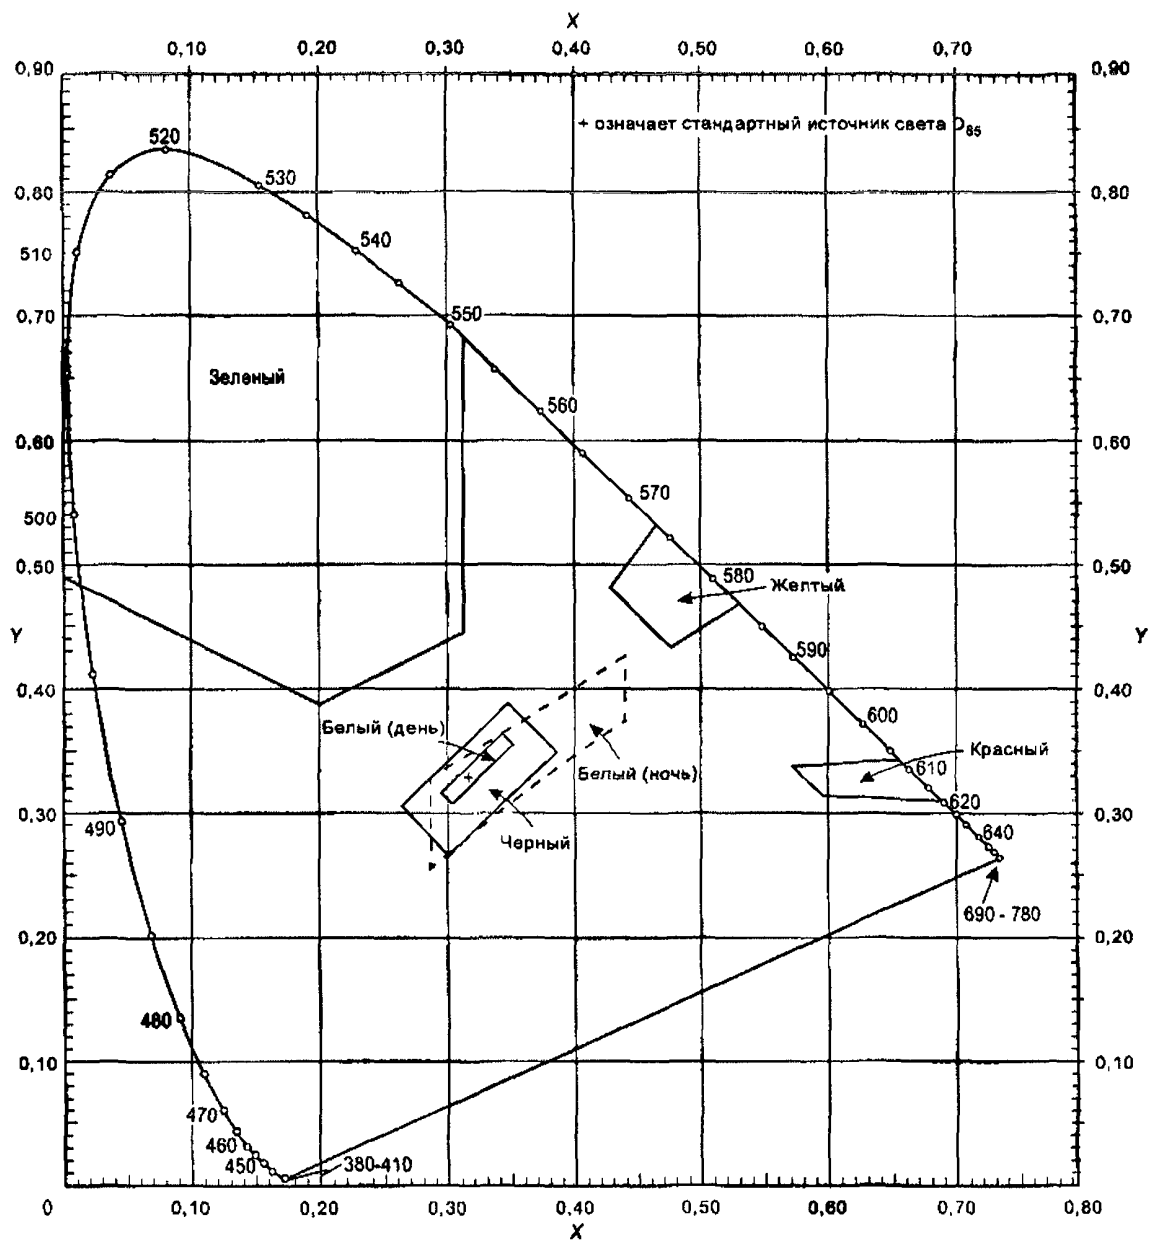 X
0,10 0,20 0,30 0,40 0,50 0,60 0,70
0,90 0,90
+ означает стандартный источник света D65
520
530
0,80 0,80
540
510
550
0,70 0,70
Зеленый
560
0,60 0,60
570
500
0,50 0,50
580
Желтый
Y Y
590
0,40 0,40
600
Белый (день)
Красный
610
Белый (ночь)
620
0,30 0,30
490
640
Черный
690 - 780
0,20 0,20
480
0,10 0,10
470
460
450
380-410
0 0,10 0,20 0,30 0,40 0,50 0,60 0,70 0,80
X